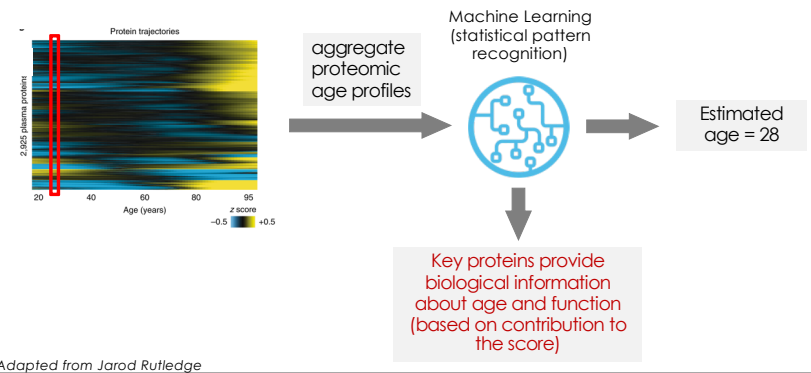 Protein trajectories
2,925 plasma proteins
20 40 60 80 95
Age (years)
z score
−0.5 +0.5
aggregate
proteomic
age profiles
Machine Learning
(statistical pattern
recognition)
Estimated
age = 28
Key proteins provide
biological information
about age and function
(based on contribution to
the score)
Adapted from Jarod Rutledge